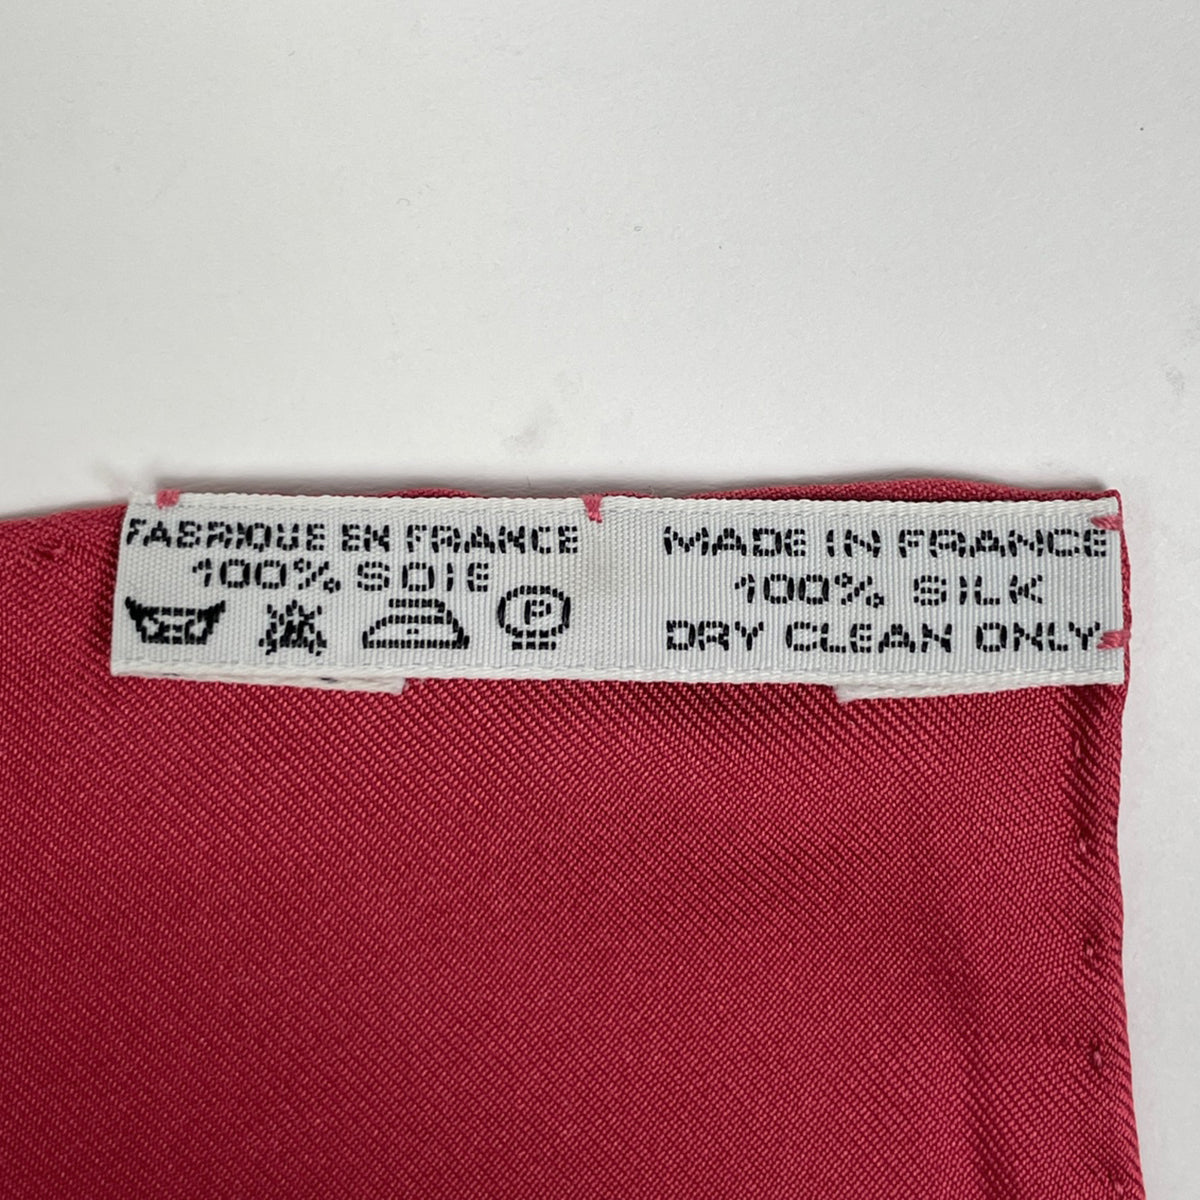 FABRIQUE EN FRANCE
100% SOIE
P
MADE IN FRANCE
100% SILK
DRY CLEAN ONLY